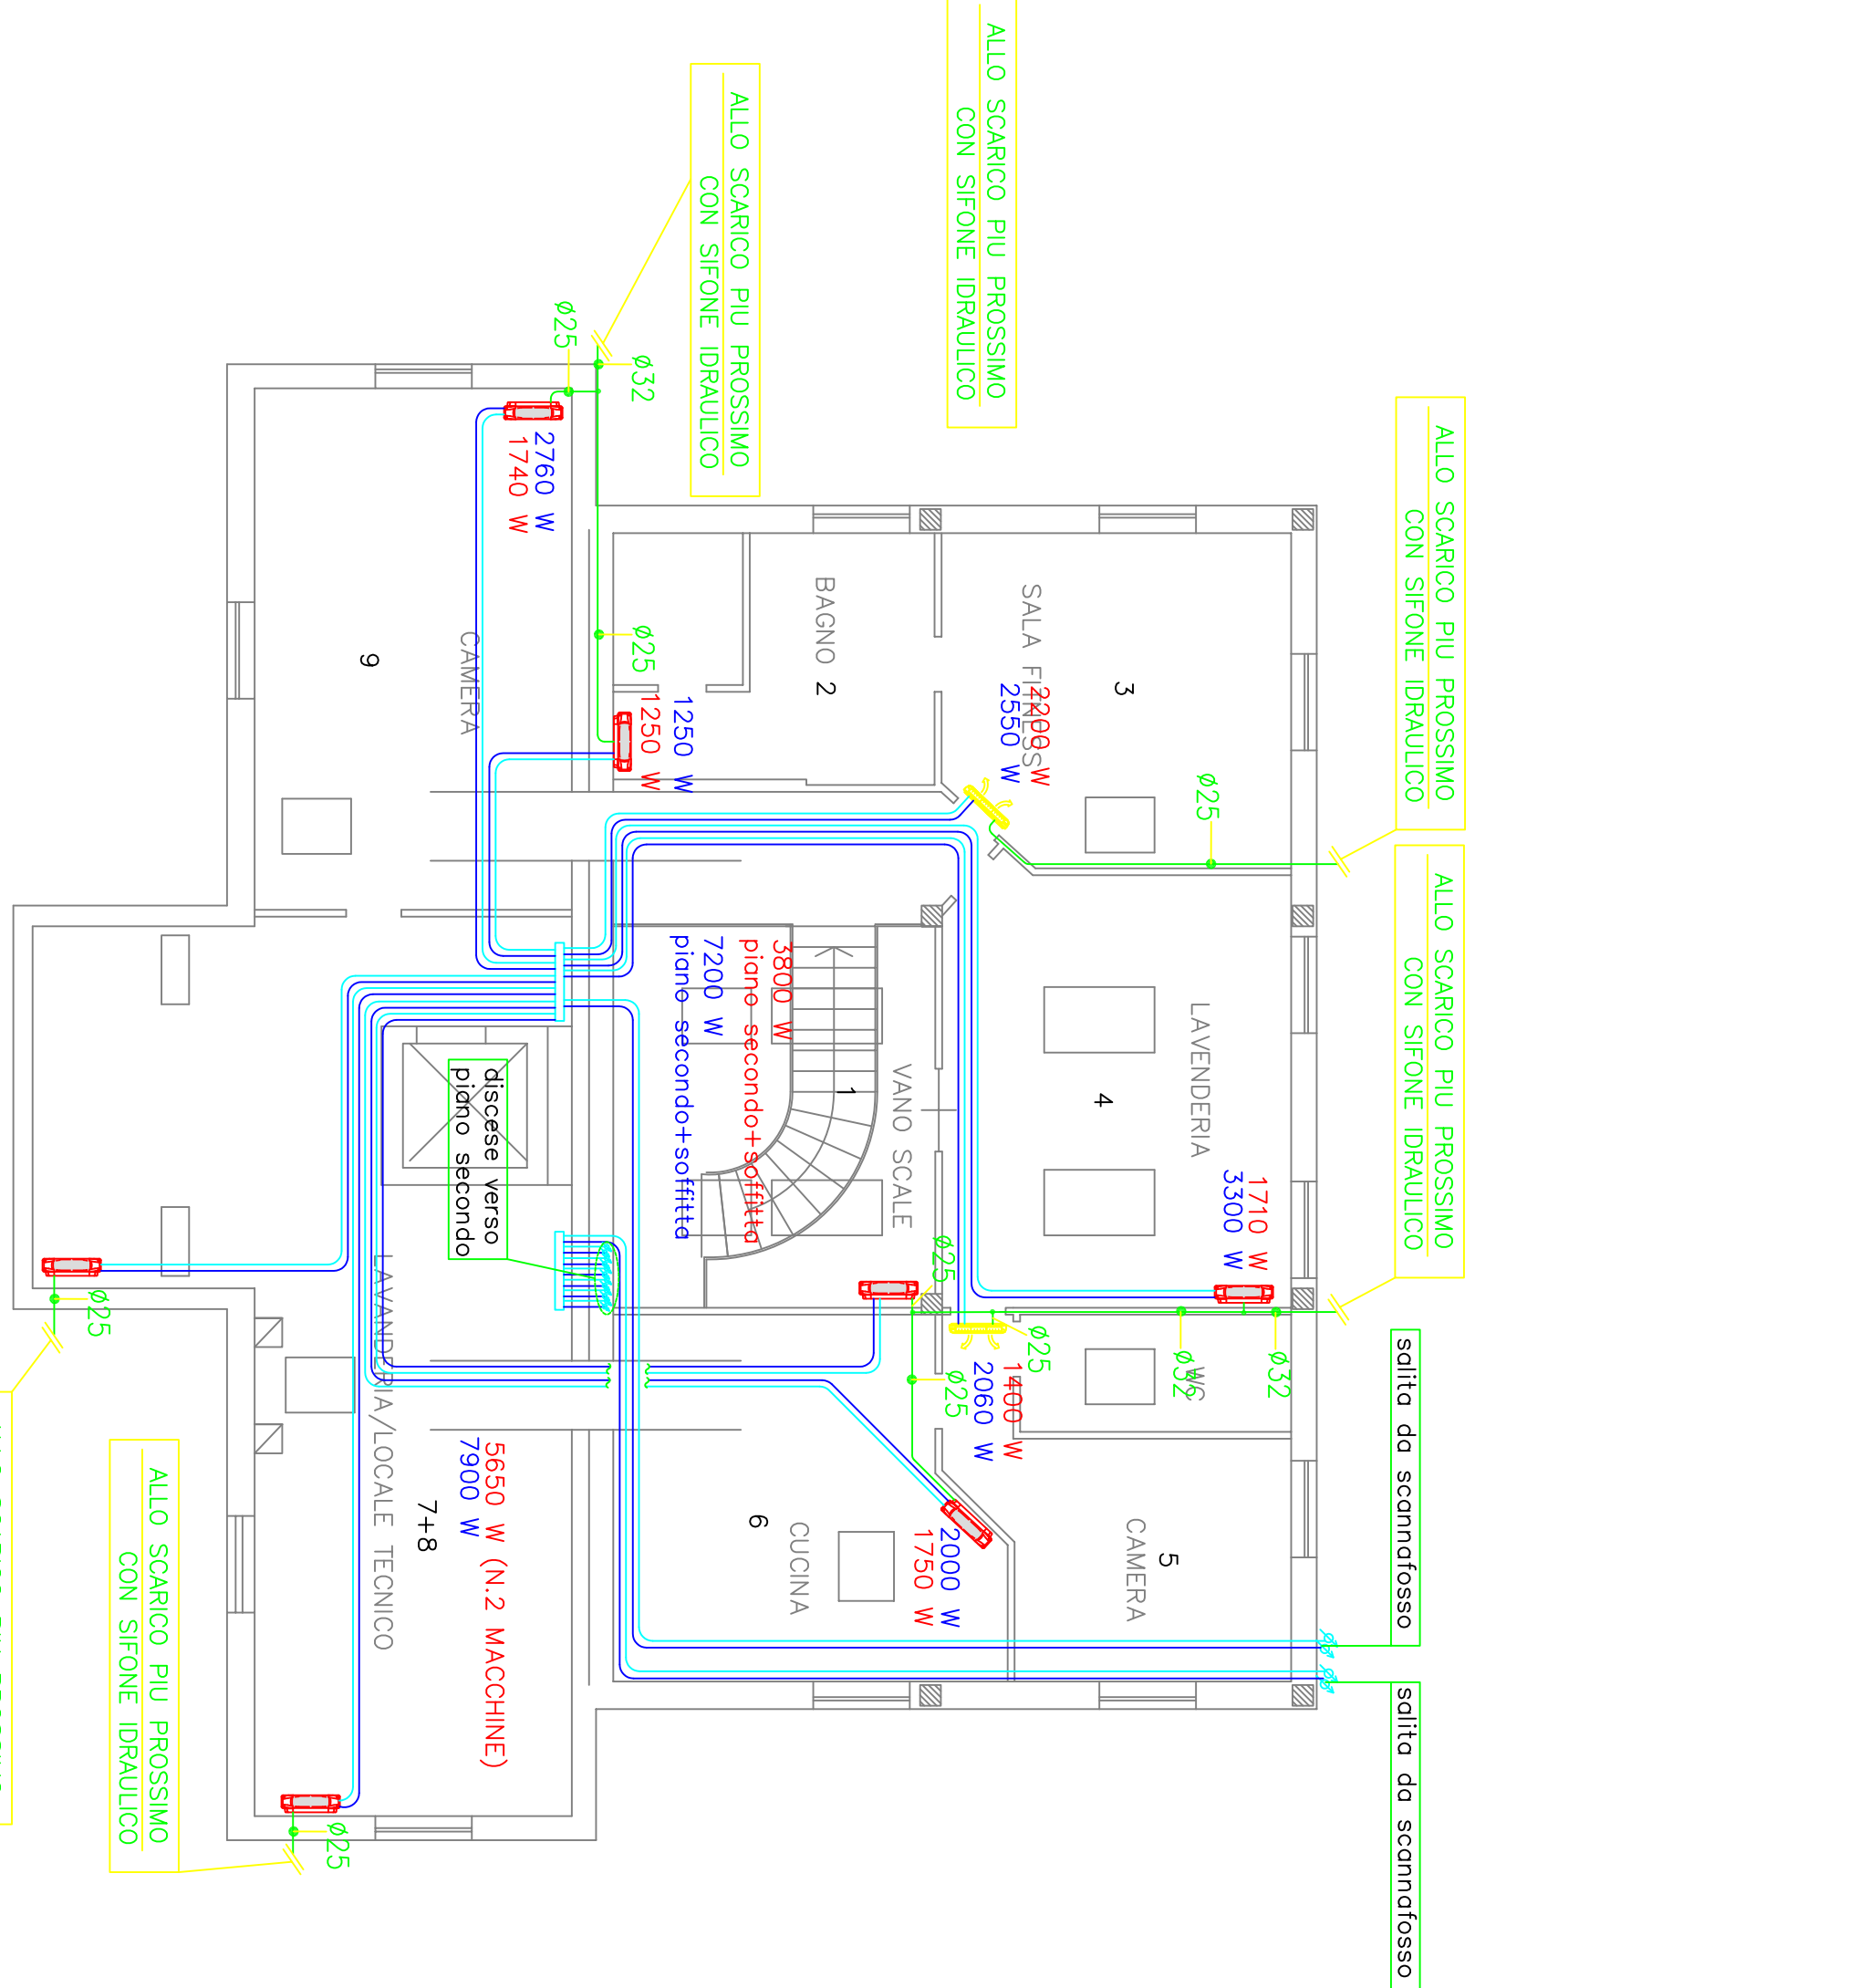 ALLO SCARICO PIU PROSSIMO
CON SIFONE IDRAULICO
ALLO SCARICO PIU PROSSIMO
CON SIFONE IDRAULICO
ALLO SCARICO PIU PROSSIMO
CON SIFONE IDRAULICO
ALLO SCARICO PIU PROSSIMO
CON SIFONE IDRAULICO
salita da scannafosso
salita da scannafosso
ø25
ø32
2760 W
1740 W
CAMERA
9
ø25
1250 W
1250 W
BAGNO 2
SALA FITNESS
3
2200 W
2550 W
ø25
LAVENDERIA
4
1710 W
3300 W
VANO SCALE
1
3800 W
piano secondo+soffitta
7200 W
piano secondo+soffitta
discese verso
piano secondo
ø25
ø25
ø25
ø32
ø32
WC
1400 W
2060 W
CAMERA
5
2000 W
1750 W
CUCINA
6
5650 W (N.2 MACCHINE)
7900 W
7+8
LAVANDERIA/LOCALE TECNICO
ø25
ø25
ALLO SCARICO PIU PROSSIMO
CON SIFONE IDRAULICO